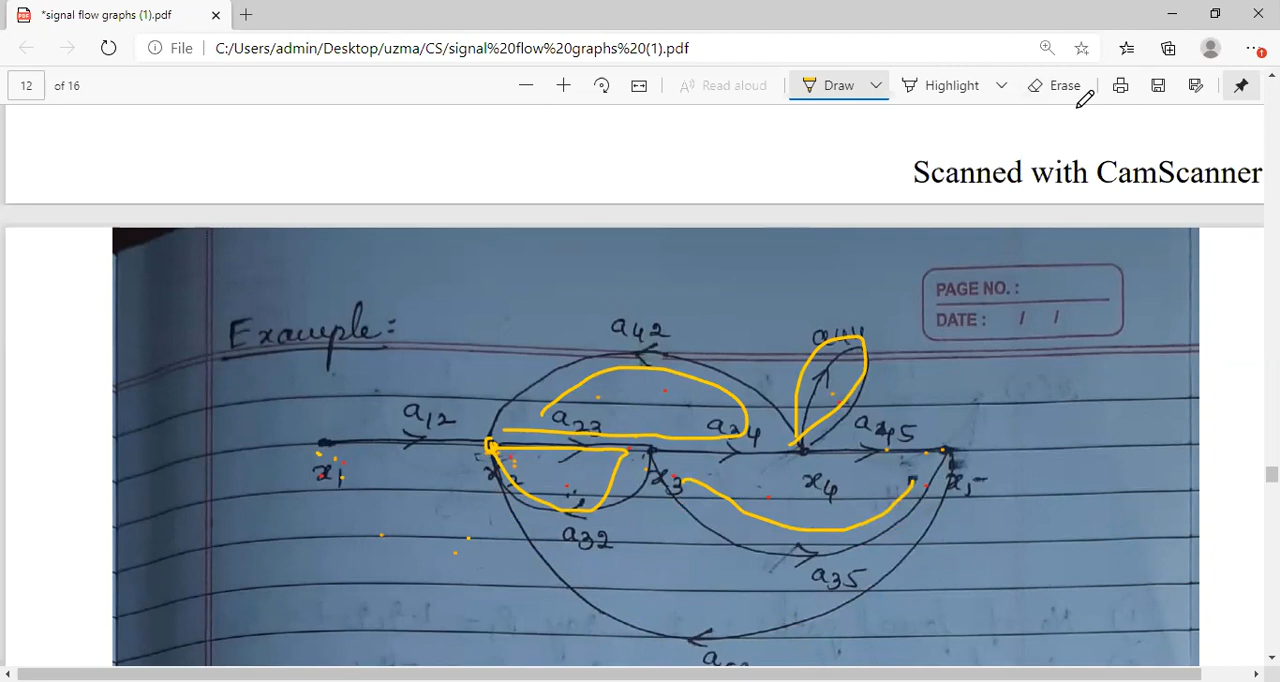 *signal flow graphs (1).pdf
File C:/Users/admin/Desktop/uzma/CS/signal%20flow%20graphs%20(1).pdf
12 of 16 Read aloud Draw Highlight Erase
Scanned with CamScanner
PAGE NO. :
DATE : / /
Example:
a42
a44
a12 a23 a34 a45
x1 x2 x3 x4 x5
a32
a35